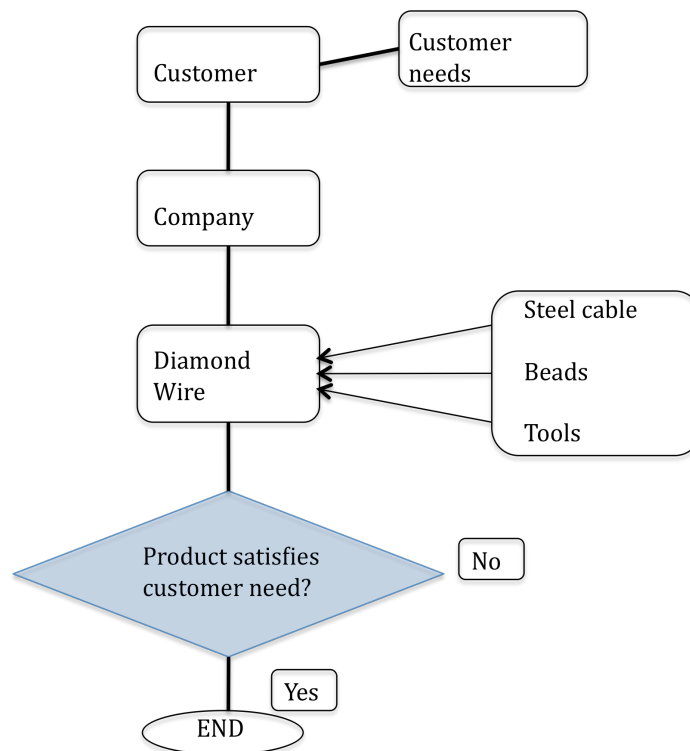 Customer
needs
Customer
Company
Steel cable
Diamond
Wire
Beads
Tools
Product satisfies
customer need?
No
Yes
END